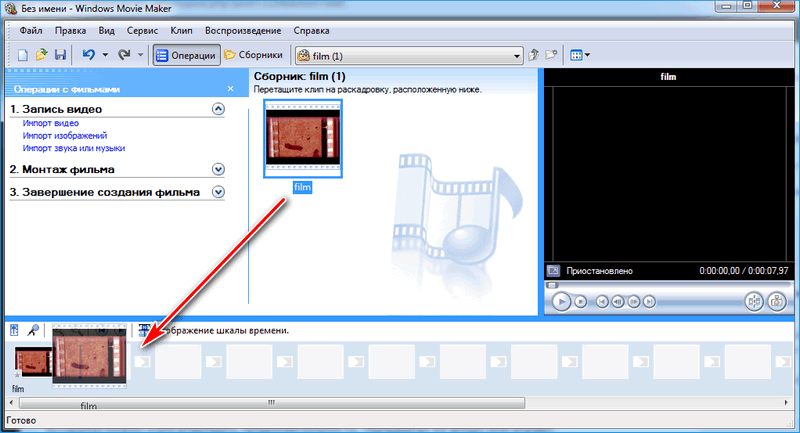 Без имени - Windows Movie Maker
Файл Правка Вид Сервис Клип Воспроизведение Справка
Операции Сборники film (1)
Операции с фильмами
1. Запись видео
Импорт видео
Импорт изображений
Импорт звука или музыки
2. Монтаж фильма
3. Завершение создания фильма
Сборник: film (1)
Перетащите клип на раскадровку, расположенную ниже.
film
film
Приостановлено 0:00:00,00 / 0:00:07,97
ображение шкалы времени.
film
film
Готово